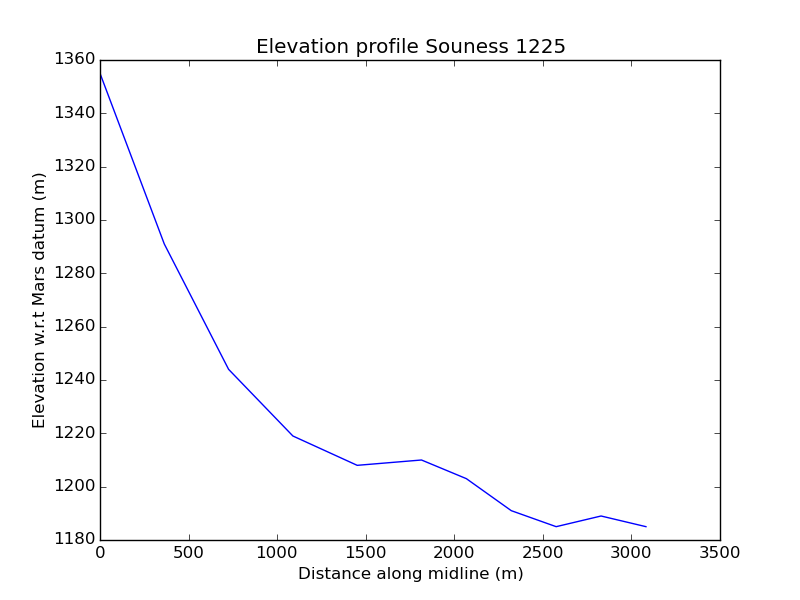 Elevation profile Souness 1225
1360
1340
1320
1300
1280
1260
1240
1220
1200
1180
Elevation w.r.t Mars datum (m)
0 500 1000 1500 2000 2500 3000 3500
Distance along midline (m)